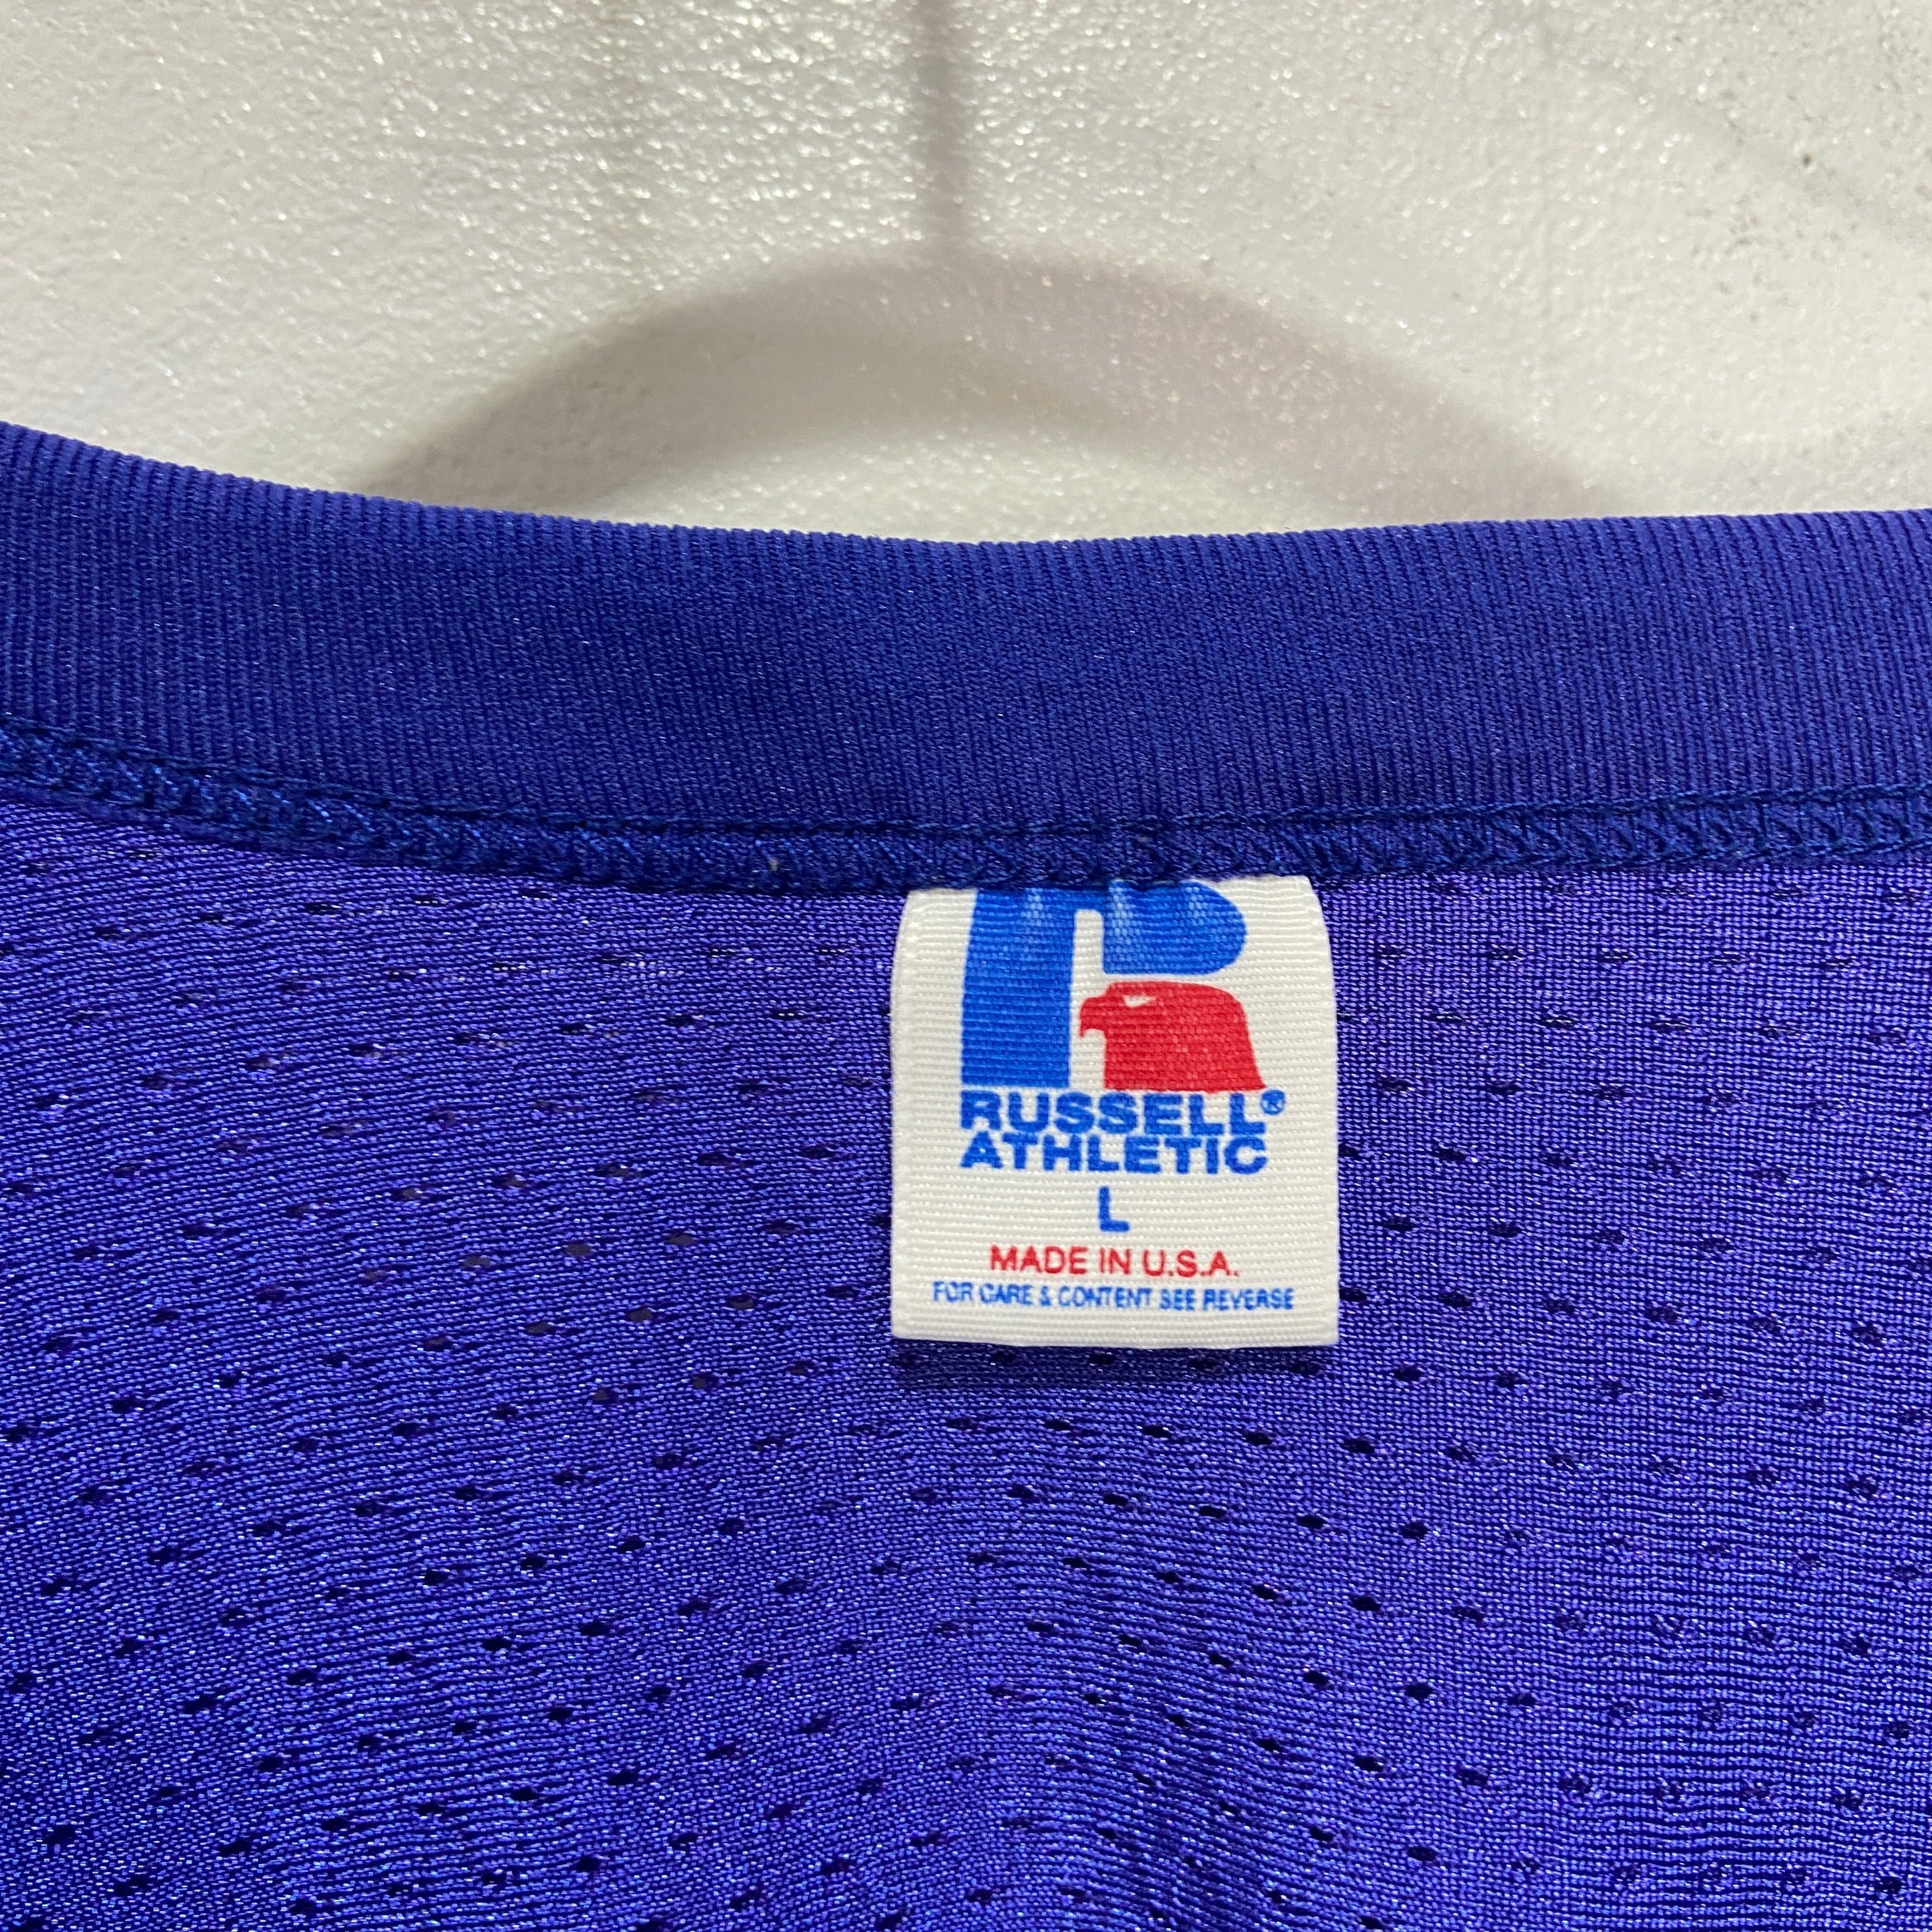 RUSSELL®
ATHLETIC
L
MADE IN U.S.A.
FOR CARE & CONTENT SEE REVERSE